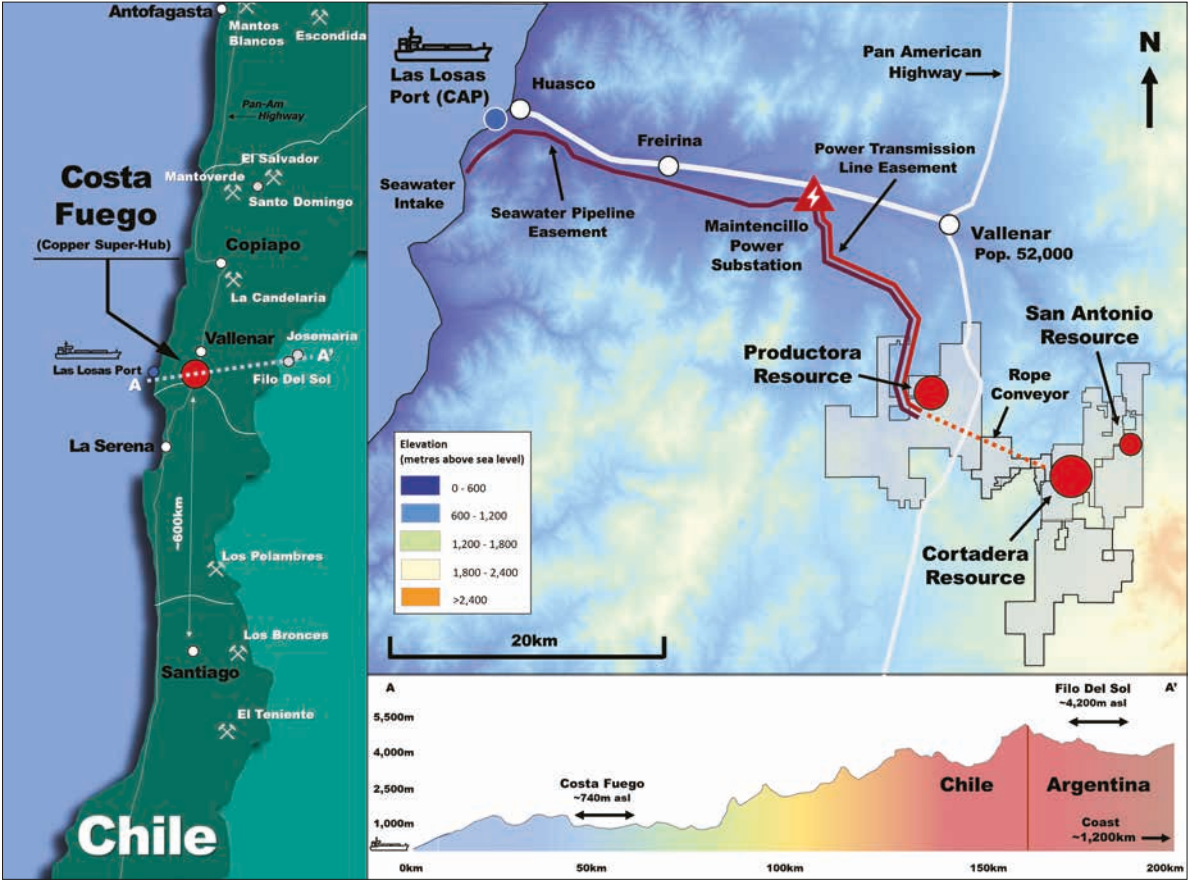 Antofagasta
Mantos
Blancos
Escondida
Pan-Am
Highway
El Salvador
Mantoverde
Santo Domingo
Costa
Fuego
(Copper Super-Hub)
Copiapo
La Candelaria
Vallenar
Josemaria
Las Losas Port
A
A'
Filo Del Sol
La Serena
~600km
Los Pelambres
Los Bronces
Santiago
El Teniente
Chile
Las Losas
Port (CAP)
Huasco
Pan American
Highway
N
Freirina
Power Transmission
Line Easement
Seawater
Intake
Seawater Pipeline
Easement
Maintencillo
Power
Substation
Vallenar
Pop. 52,000
San Antonio
Resource
Productora
Resource
Rope
Conveyor
Cortadera
Resource
Elevation
(metres above sea level)
0 - 600
600 - 1,200
1,200 - 1,800
1,800 - 2,400
>2,400
20km
A
A'
Filo Del Sol
~4,200m asl
5,500m
4,000m
2,500m
1,000m
Costa Fuego
~740m asl
Chile
Argentina
Coast
~1,200km
0km
50km
100km
150km
200km